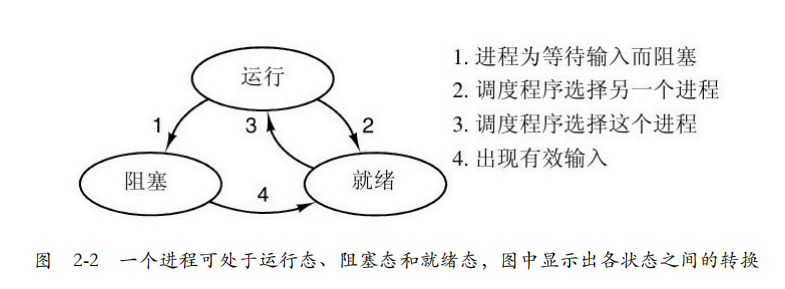 运行
1. 进程为等待输入而阻塞
2. 调度程序选择另一个进程
1
3
2
3. 调度程序选择这个进程
4. 出现有效输入
阻塞
就绪
4
图 2-2 一个进程可处于运行态、阻塞态和就绪态，图中显示出各状态之间的转换